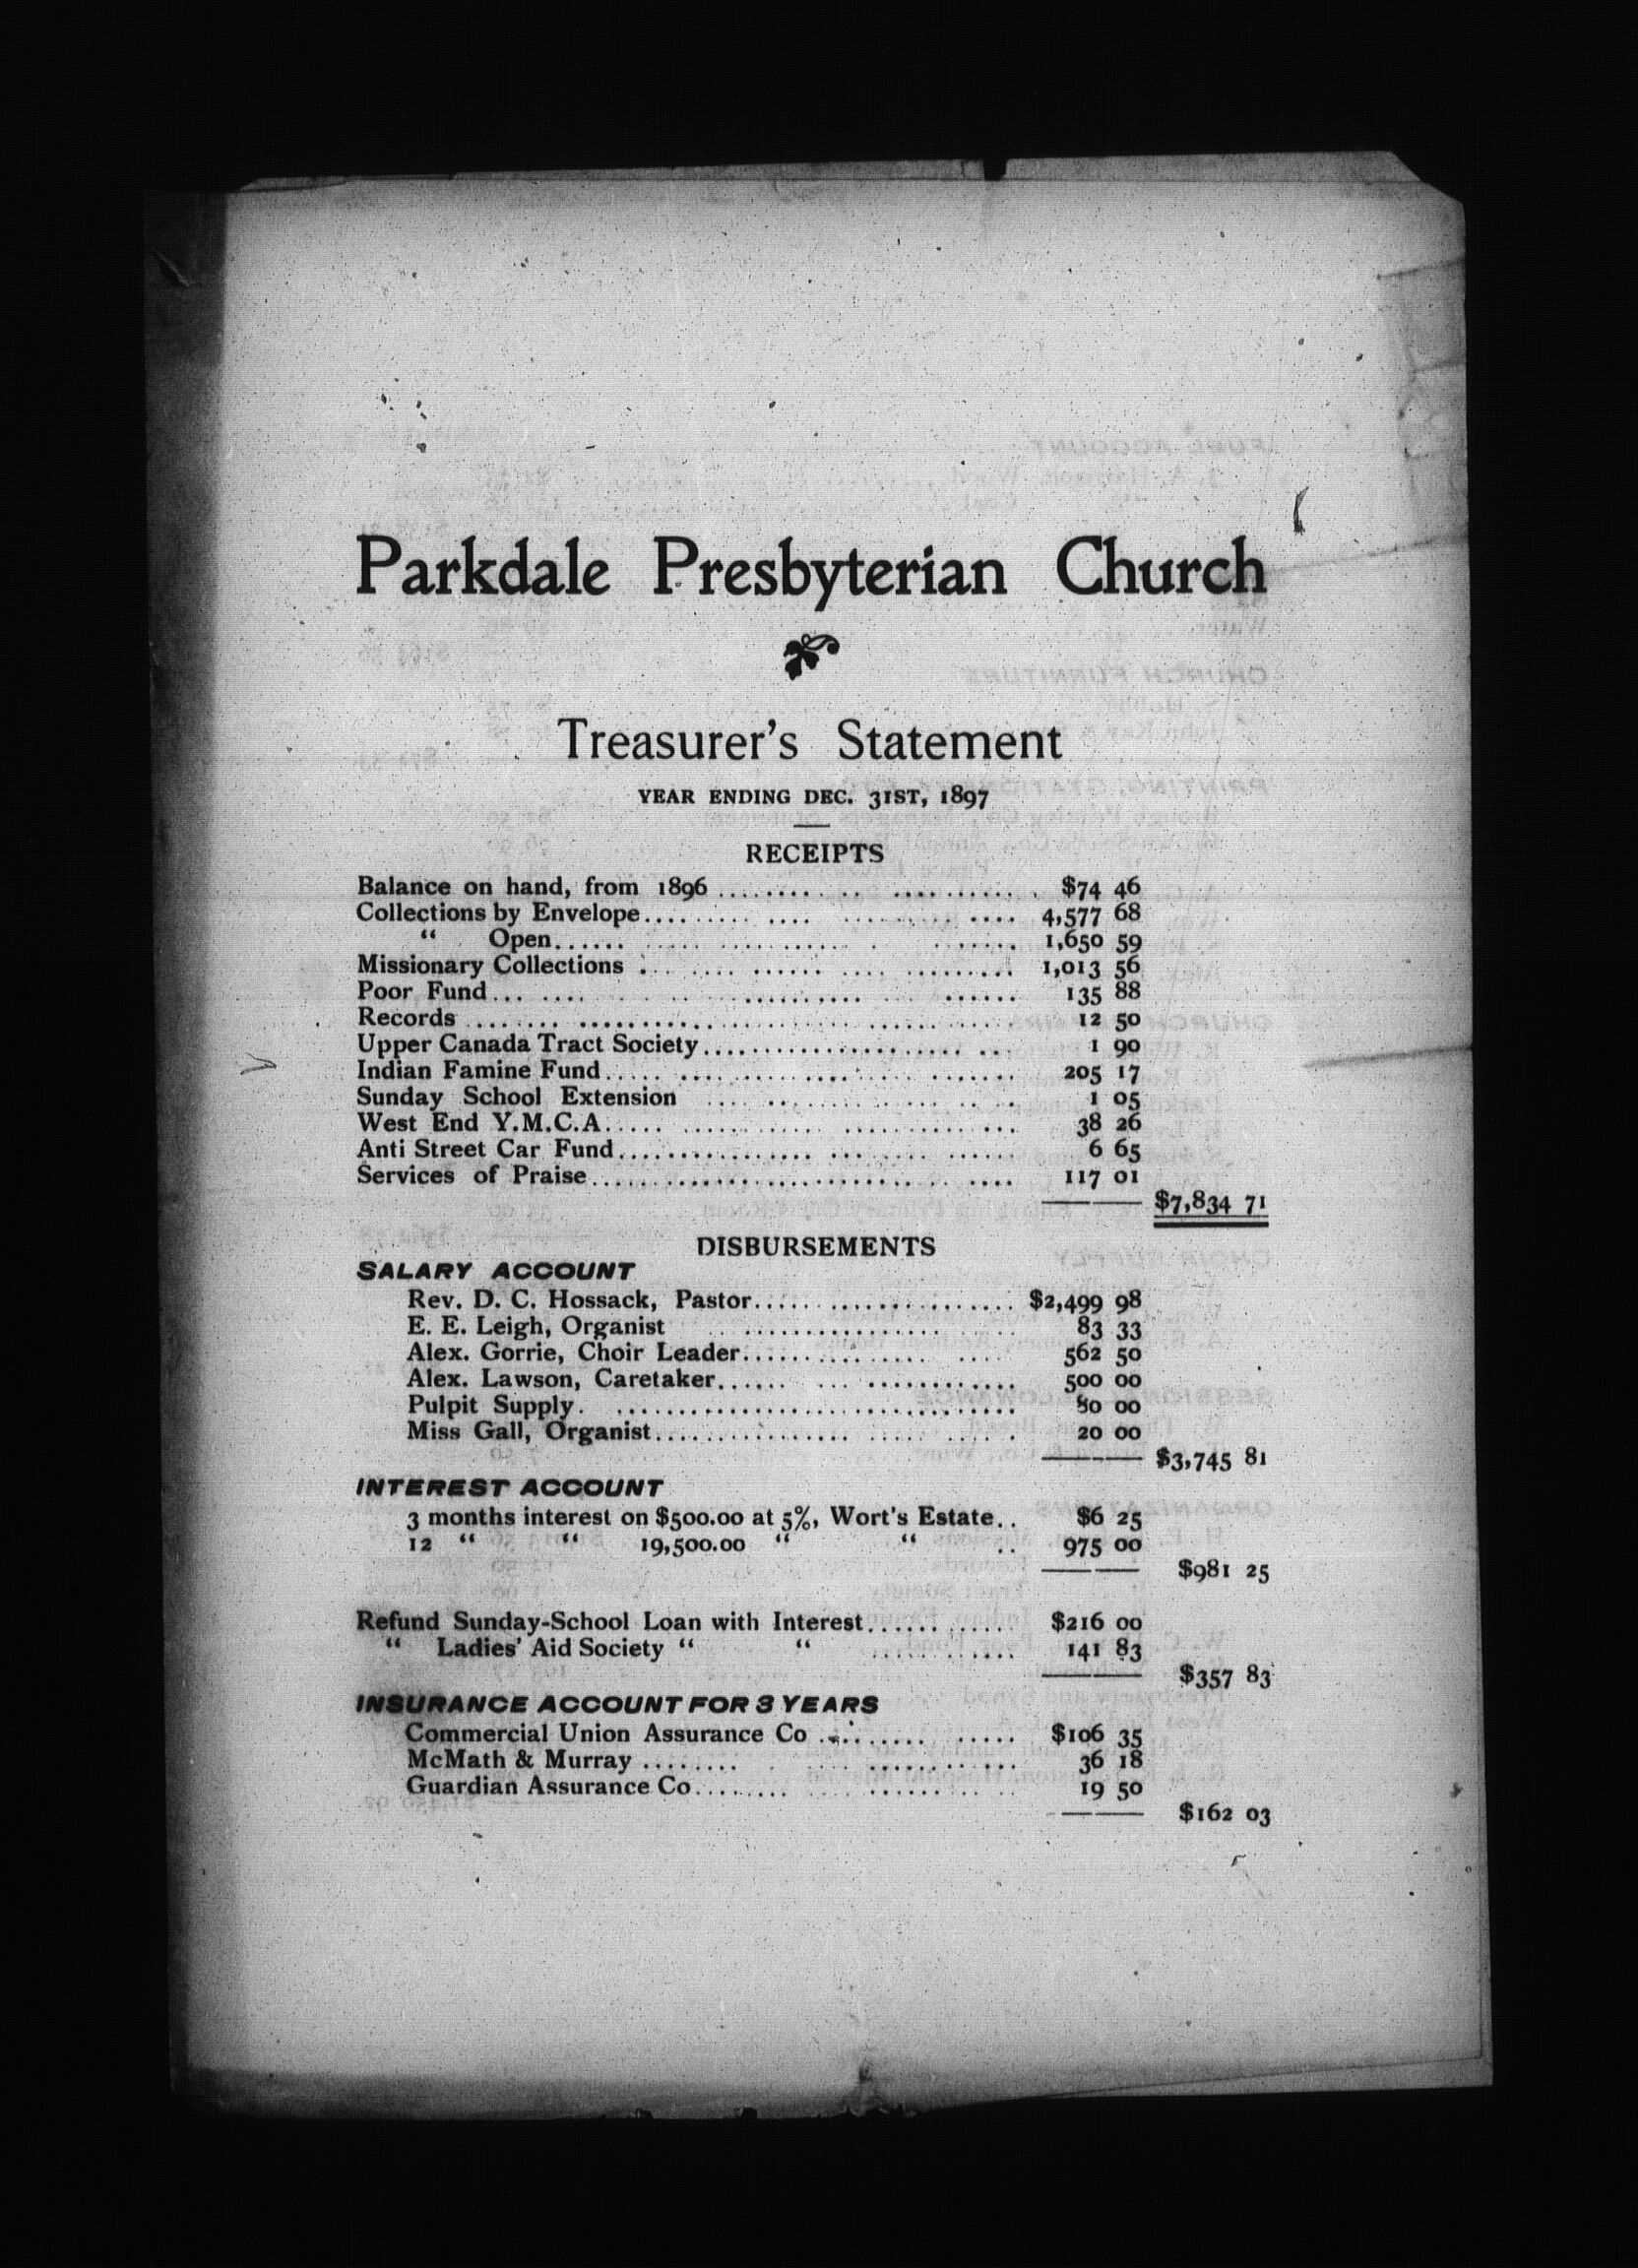 Parkdale Presbyterian Church
Treasurer's Statement
YEAR ENDING DEC. 31ST, 1897
RECEIPTS
Balance on hand, from 1896 $74 46
Collections by Envelope 4,577 68
“ Open 1,650 59
Missionary Collections 1,013 56
Poor Fund 135 88
Records 12 50
Upper Canada Tract Society 1 90
Indian Famine Fund 205 17
Sunday School Extension 1 05
West End Y.M.C.A. 38 26
Anti Street Car Fund 6 65
Services of Praise 117 01
$7,834 71
DISBURSEMENTS
SALARY ACCOUNT
Rev. D. C. Hossack, Pastor $2,499 98
E. E. Leigh, Organist 83 33
Alex. Gorrie, Choir Leader 562 50
Alex. Lawson, Caretaker 500 00
Pulpit Supply 80 00
Miss Gall, Organist 20 00
$3,745 81
INTEREST ACCOUNT
3 months interest on $500.00 at 5%, Wort's Estate $6 25
12 “ “ 19,500.00 “ “ 975 00
$981 25
Refund Sunday-School Loan with Interest $216 00
“ Ladies' Aid Society “ “ 141 83
$357 83
INSURANCE ACCOUNT FOR 3 YEARS
Commercial Union Assurance Co $106 35
McMath & Murray 36 18
Guardian Assurance Co 19 50
$162 03